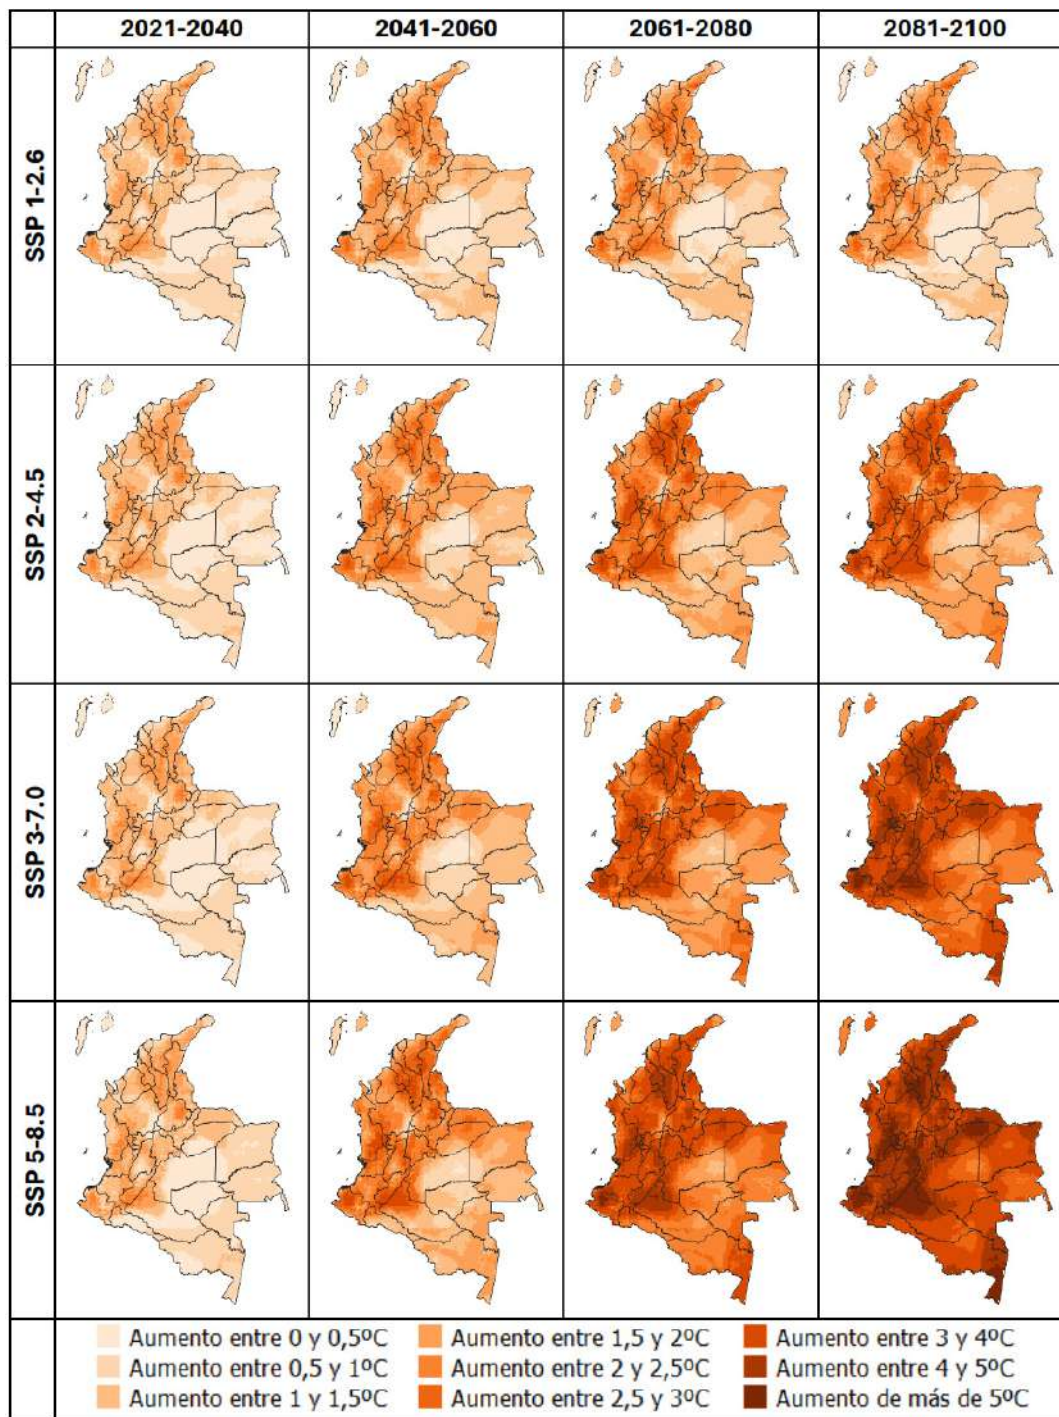 2021-2040 2041-2060 2061-2080 2081-2100
SSP 1-2.6
SSP 2-4.5
SSP 3-7.0
SSP 5-8.5
Aumento entre 0 y 0,5ºC Aumento entre 1,5 y 2ºC Aumento entre 3 y 4ºC
Aumento entre 0,5 y 1ºC Aumento entre 2 y 2,5ºC Aumento entre 4 y 5ºC
Aumento entre 1 y 1,5ºC Aumento entre 2,5 y 3ºC Aumento de más de 5ºC